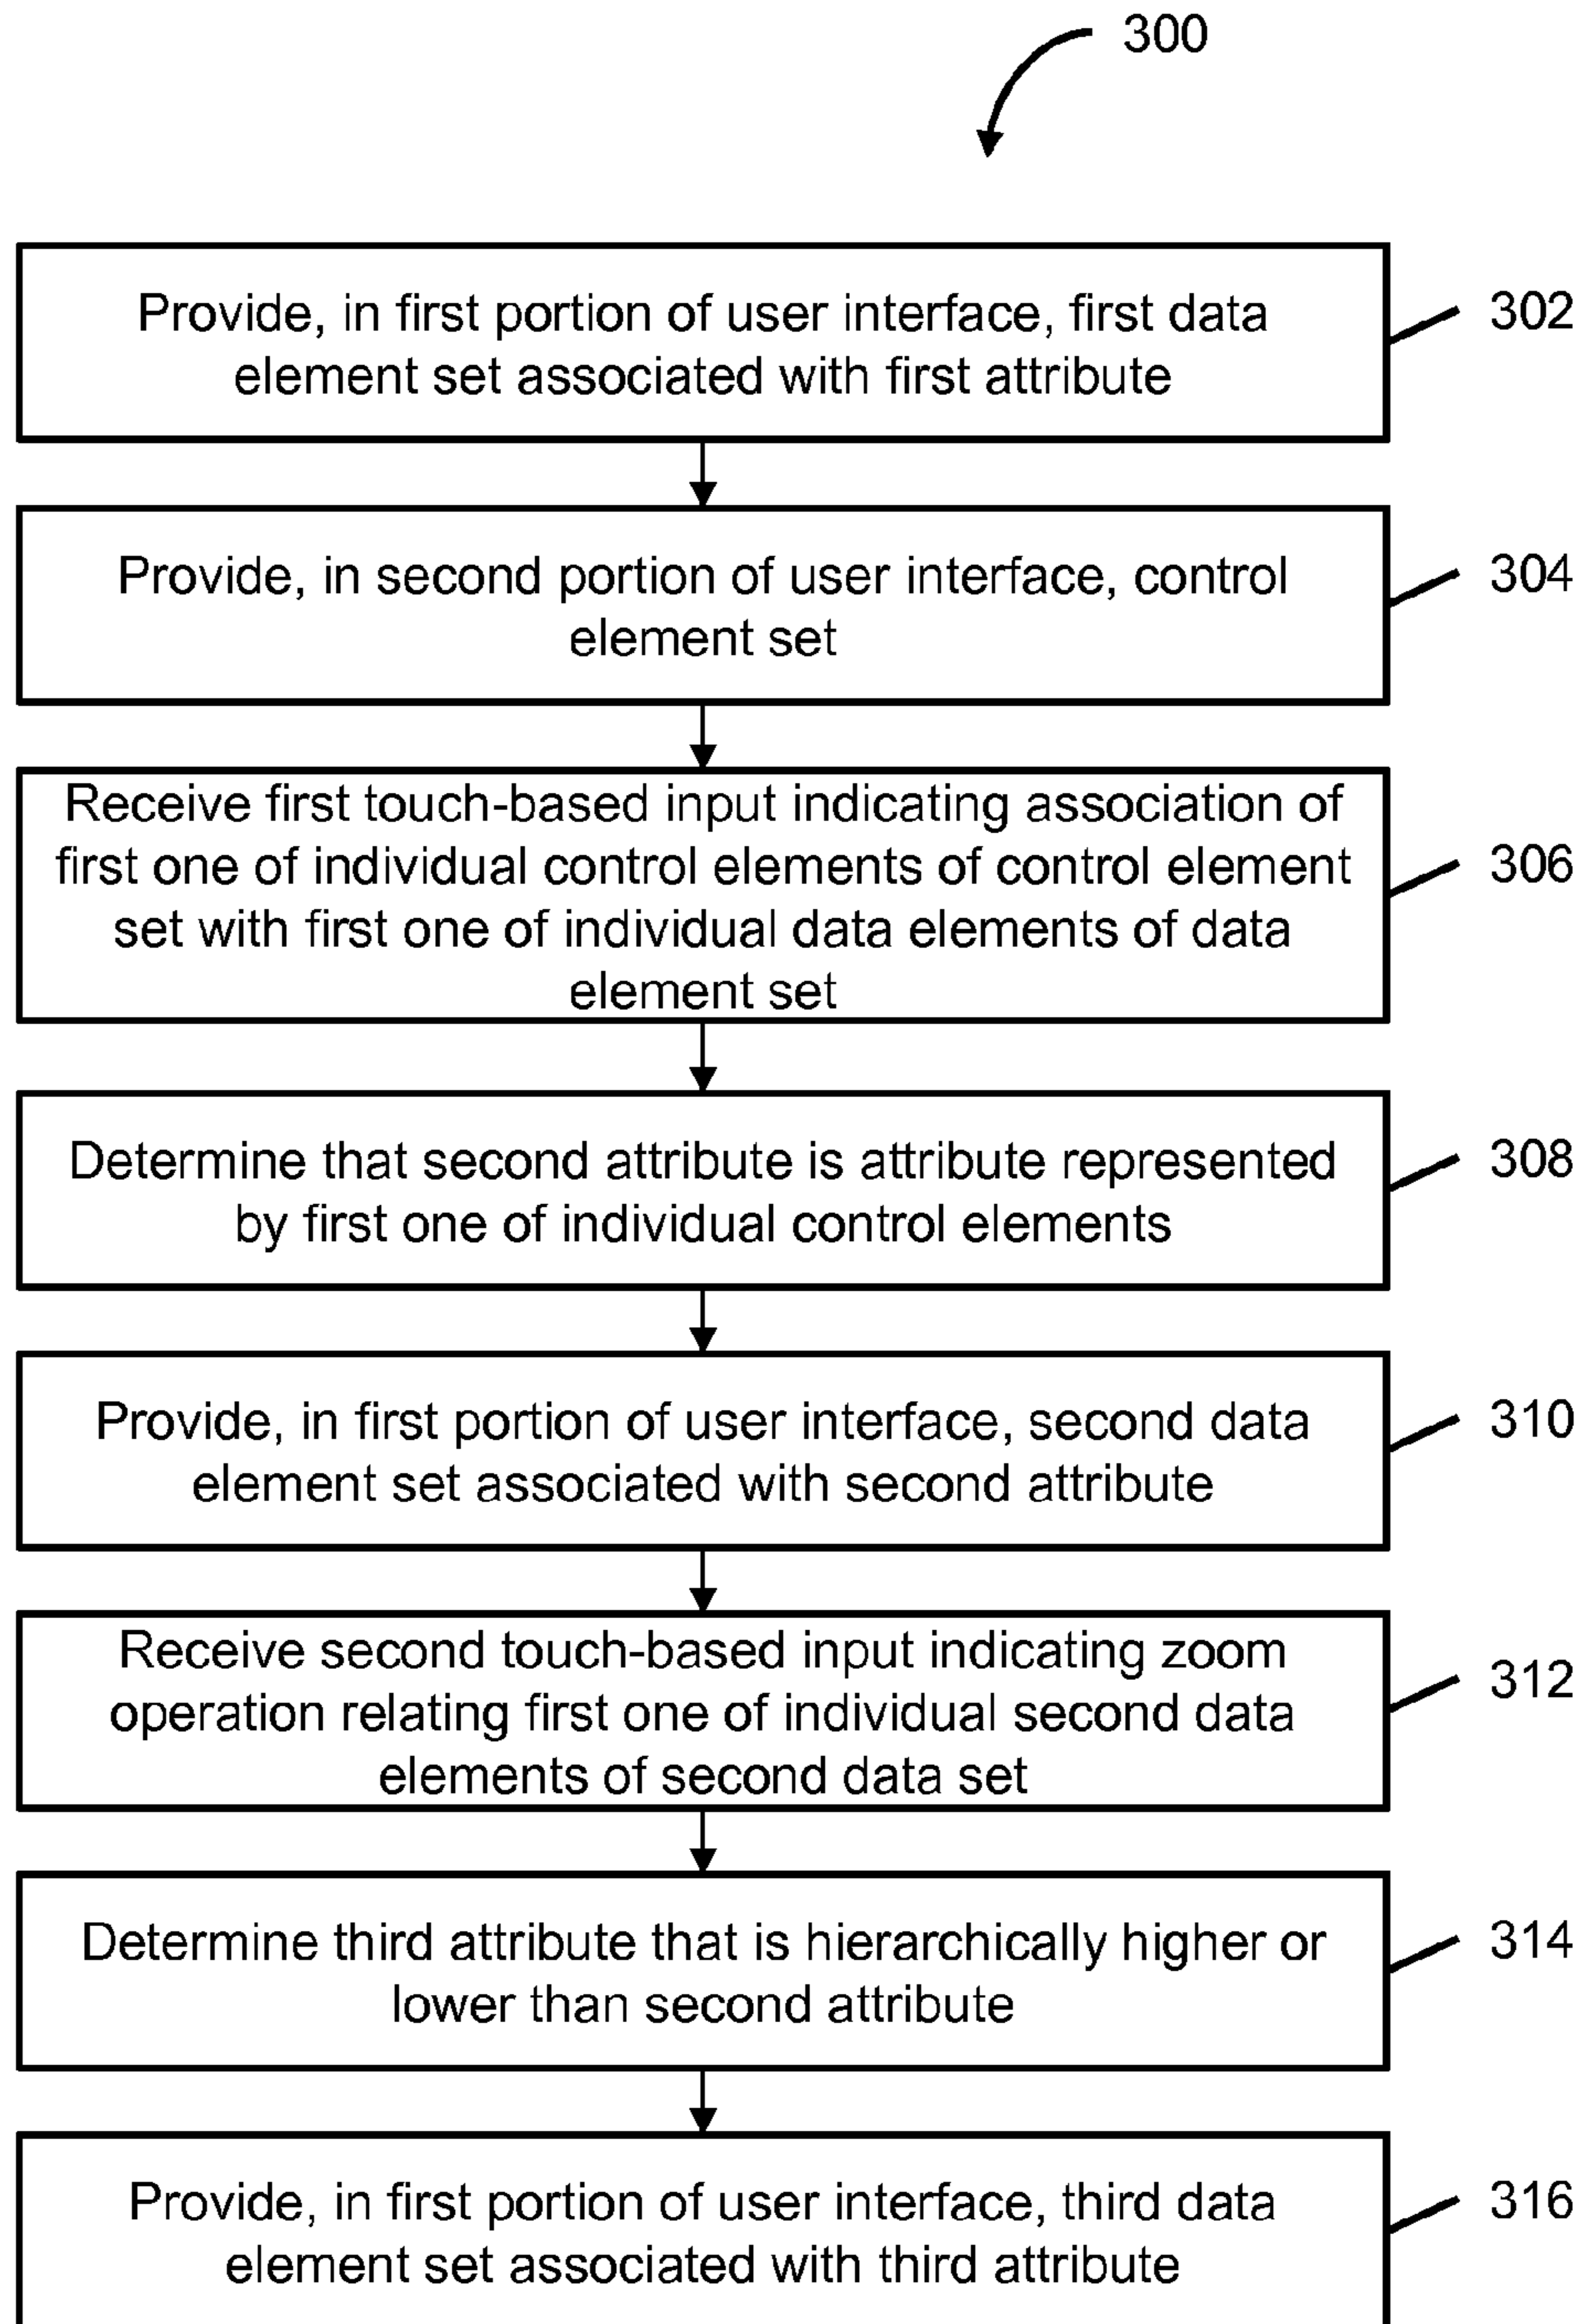 300
Provide, in first portion of user interface, first data
element set associated with first attribute
302
Provide, in second portion of user interface, control
element set
304
Receive first touch-based input indicating association of
first one of individual control elements of control element
set with first one of individual data elements of data
element set
306
Determine that second attribute is attribute represented
by first one of individual control elements
308
Provide, in first portion of user interface, second data
element set associated with second attribute
310
Receive second touch-based input indicating zoom
operation relating first one of individual second data
elements of second data set
312
Determine third attribute that is hierarchically higher or
lower than second attribute
314
Provide, in first portion of user interface, third data
element set associated with third attribute
316